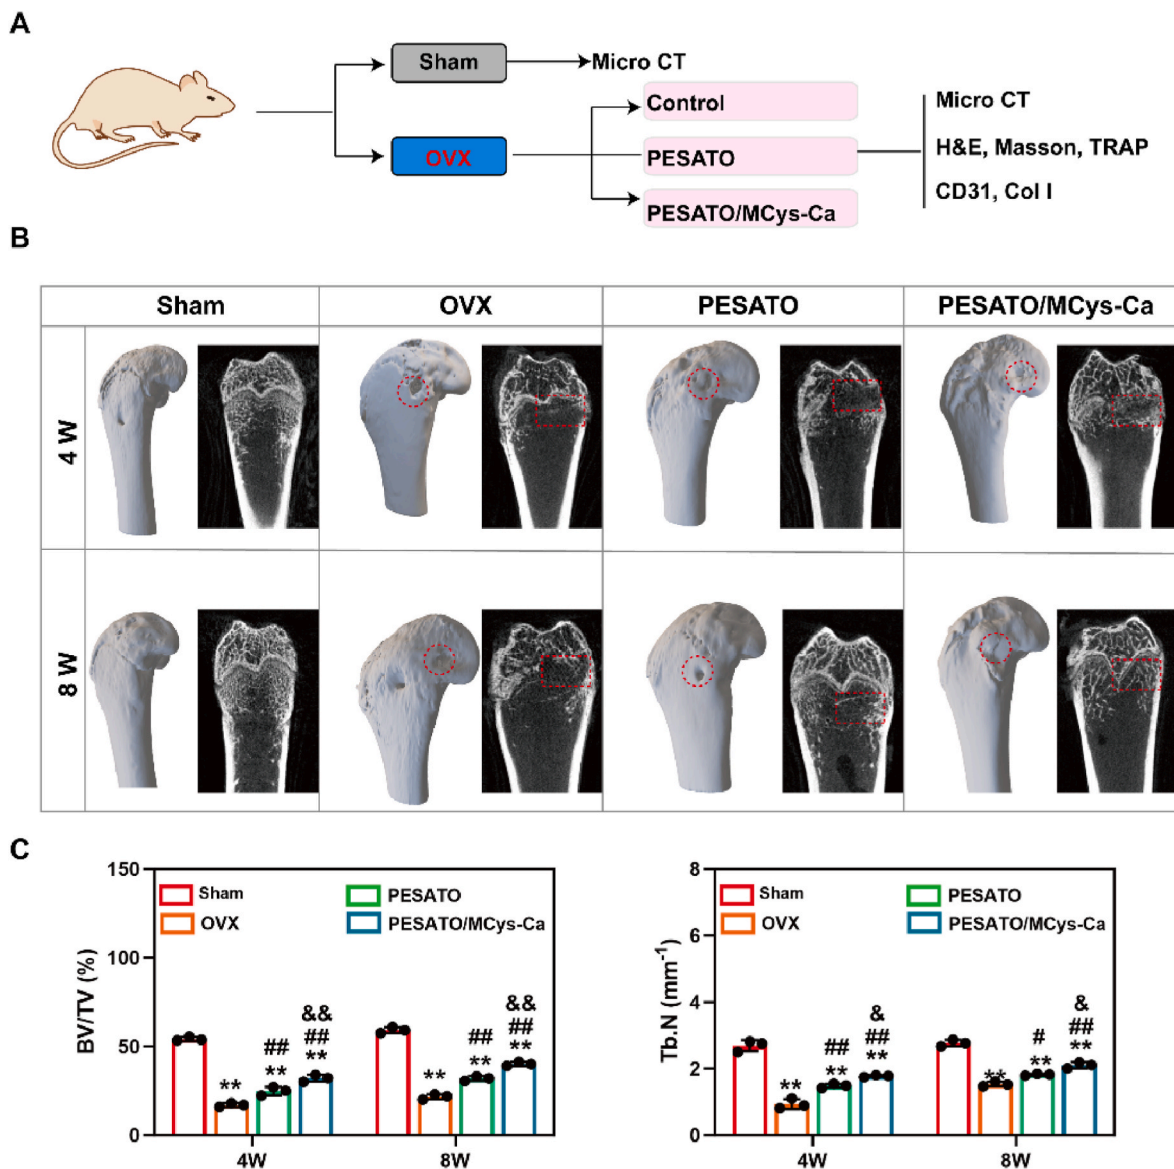 A
Sham
Micro CT
Control
OVX
PESATO
PESATO/MCys-Ca
Micro CT
H&E, Masson, TRAP
CD31, Col I
B
Sham OVX PESATO PESATO/MCys-Ca
4 W
8 W
C
BV/TV (%)
150
100
50
0
Sham
OVX
PESATO
PESATO/MCys-Ca
**
##
**
&&
##
**
**
##
**
&&
##
**
4W 8W
Tb.N (mm⁻¹)
8
6
4
2
0
Sham
OVX
PESATO
PESATO/MCys-Ca
**
##
**
&
##
**
**
#
**
&
##
**
4W 8W